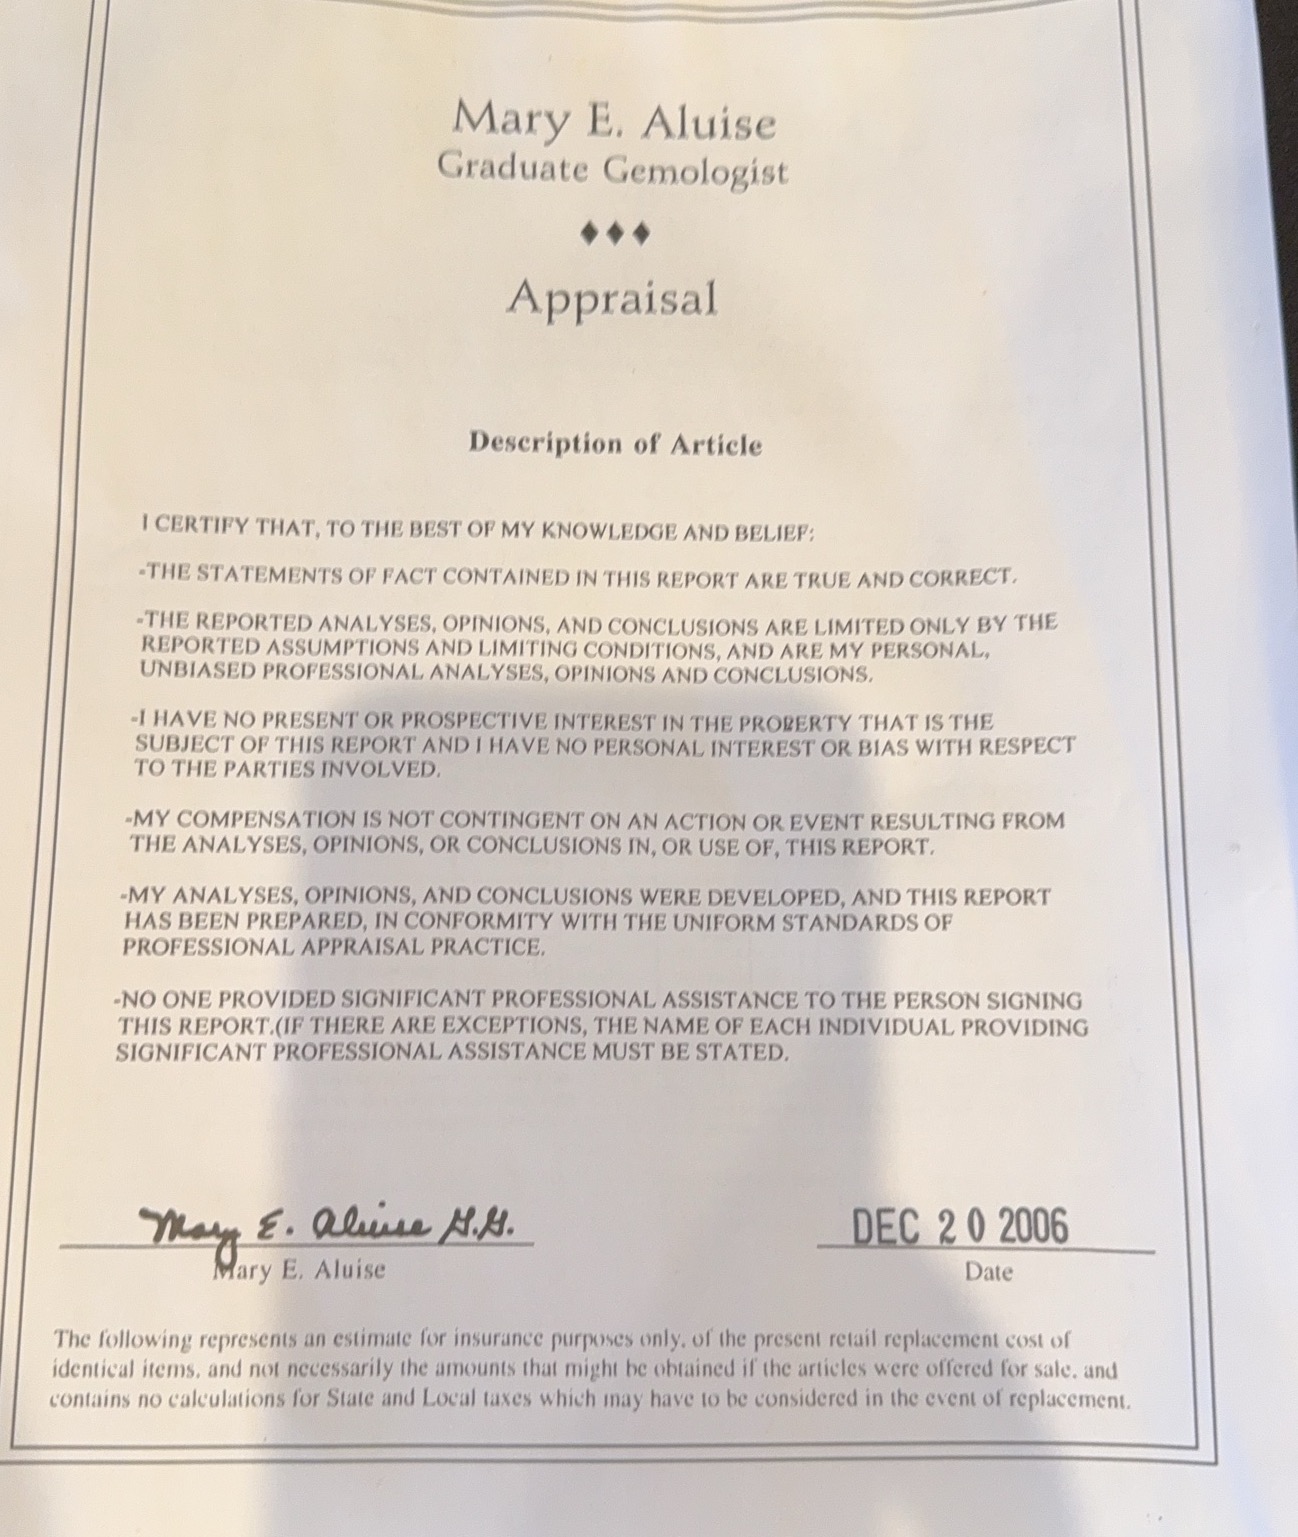 Mary E. Aluise
Graduate Gemologist
♦♦♦
Appraisal
Description of Article
I CERTIFY THAT, TO THE BEST OF MY KNOWLEDGE AND BELIEF:
-THE STATEMENTS OF FACT CONTAINED IN THIS REPORT ARE TRUE AND CORRECT.
-THE REPORTED ANALYSES, OPINIONS, AND CONCLUSIONS ARE LIMITED ONLY BY THE
REPORTED ASSUMPTIONS AND LIMITING CONDITIONS, AND ARE MY PERSONAL,
UNBIASED PROFESSIONAL ANALYSES, OPINIONS AND CONCLUSIONS.
-I HAVE NO PRESENT OR PROSPECTIVE INTEREST IN THE PROPERTY THAT IS THE
SUBJECT OF THIS REPORT AND I HAVE NO PERSONAL INTEREST OR BIAS WITH RESPECT
TO THE PARTIES INVOLVED.
-MY COMPENSATION IS NOT CONTINGENT ON AN ACTION OR EVENT RESULTING FROM
THE ANALYSES, OPINIONS, OR CONCLUSIONS IN, OR USE OF, THIS REPORT.
-MY ANALYSES, OPINIONS, AND CONCLUSIONS WERE DEVELOPED, AND THIS REPORT
HAS BEEN PREPARED, IN CONFORMITY WITH THE UNIFORM STANDARDS OF
PROFESSIONAL APPRAISAL PRACTICE.
-NO ONE PROVIDED SIGNIFICANT PROFESSIONAL ASSISTANCE TO THE PERSON SIGNING
THIS REPORT.(IF THERE ARE EXCEPTIONS, THE NAME OF EACH INDIVIDUAL PROVIDING
SIGNIFICANT PROFESSIONAL ASSISTANCE MUST BE STATED.
Mary E. Aluise G.G. DEC 20 2006
Mary E. Aluise Date
The following represents an estimate for insurance purposes only, of the present retail replacement cost of
identical items, and not necessarily the amounts that might be obtained if the articles were offered for sale, and
contains no calculations for State and Local taxes which may have to be considered in the event of replacement.